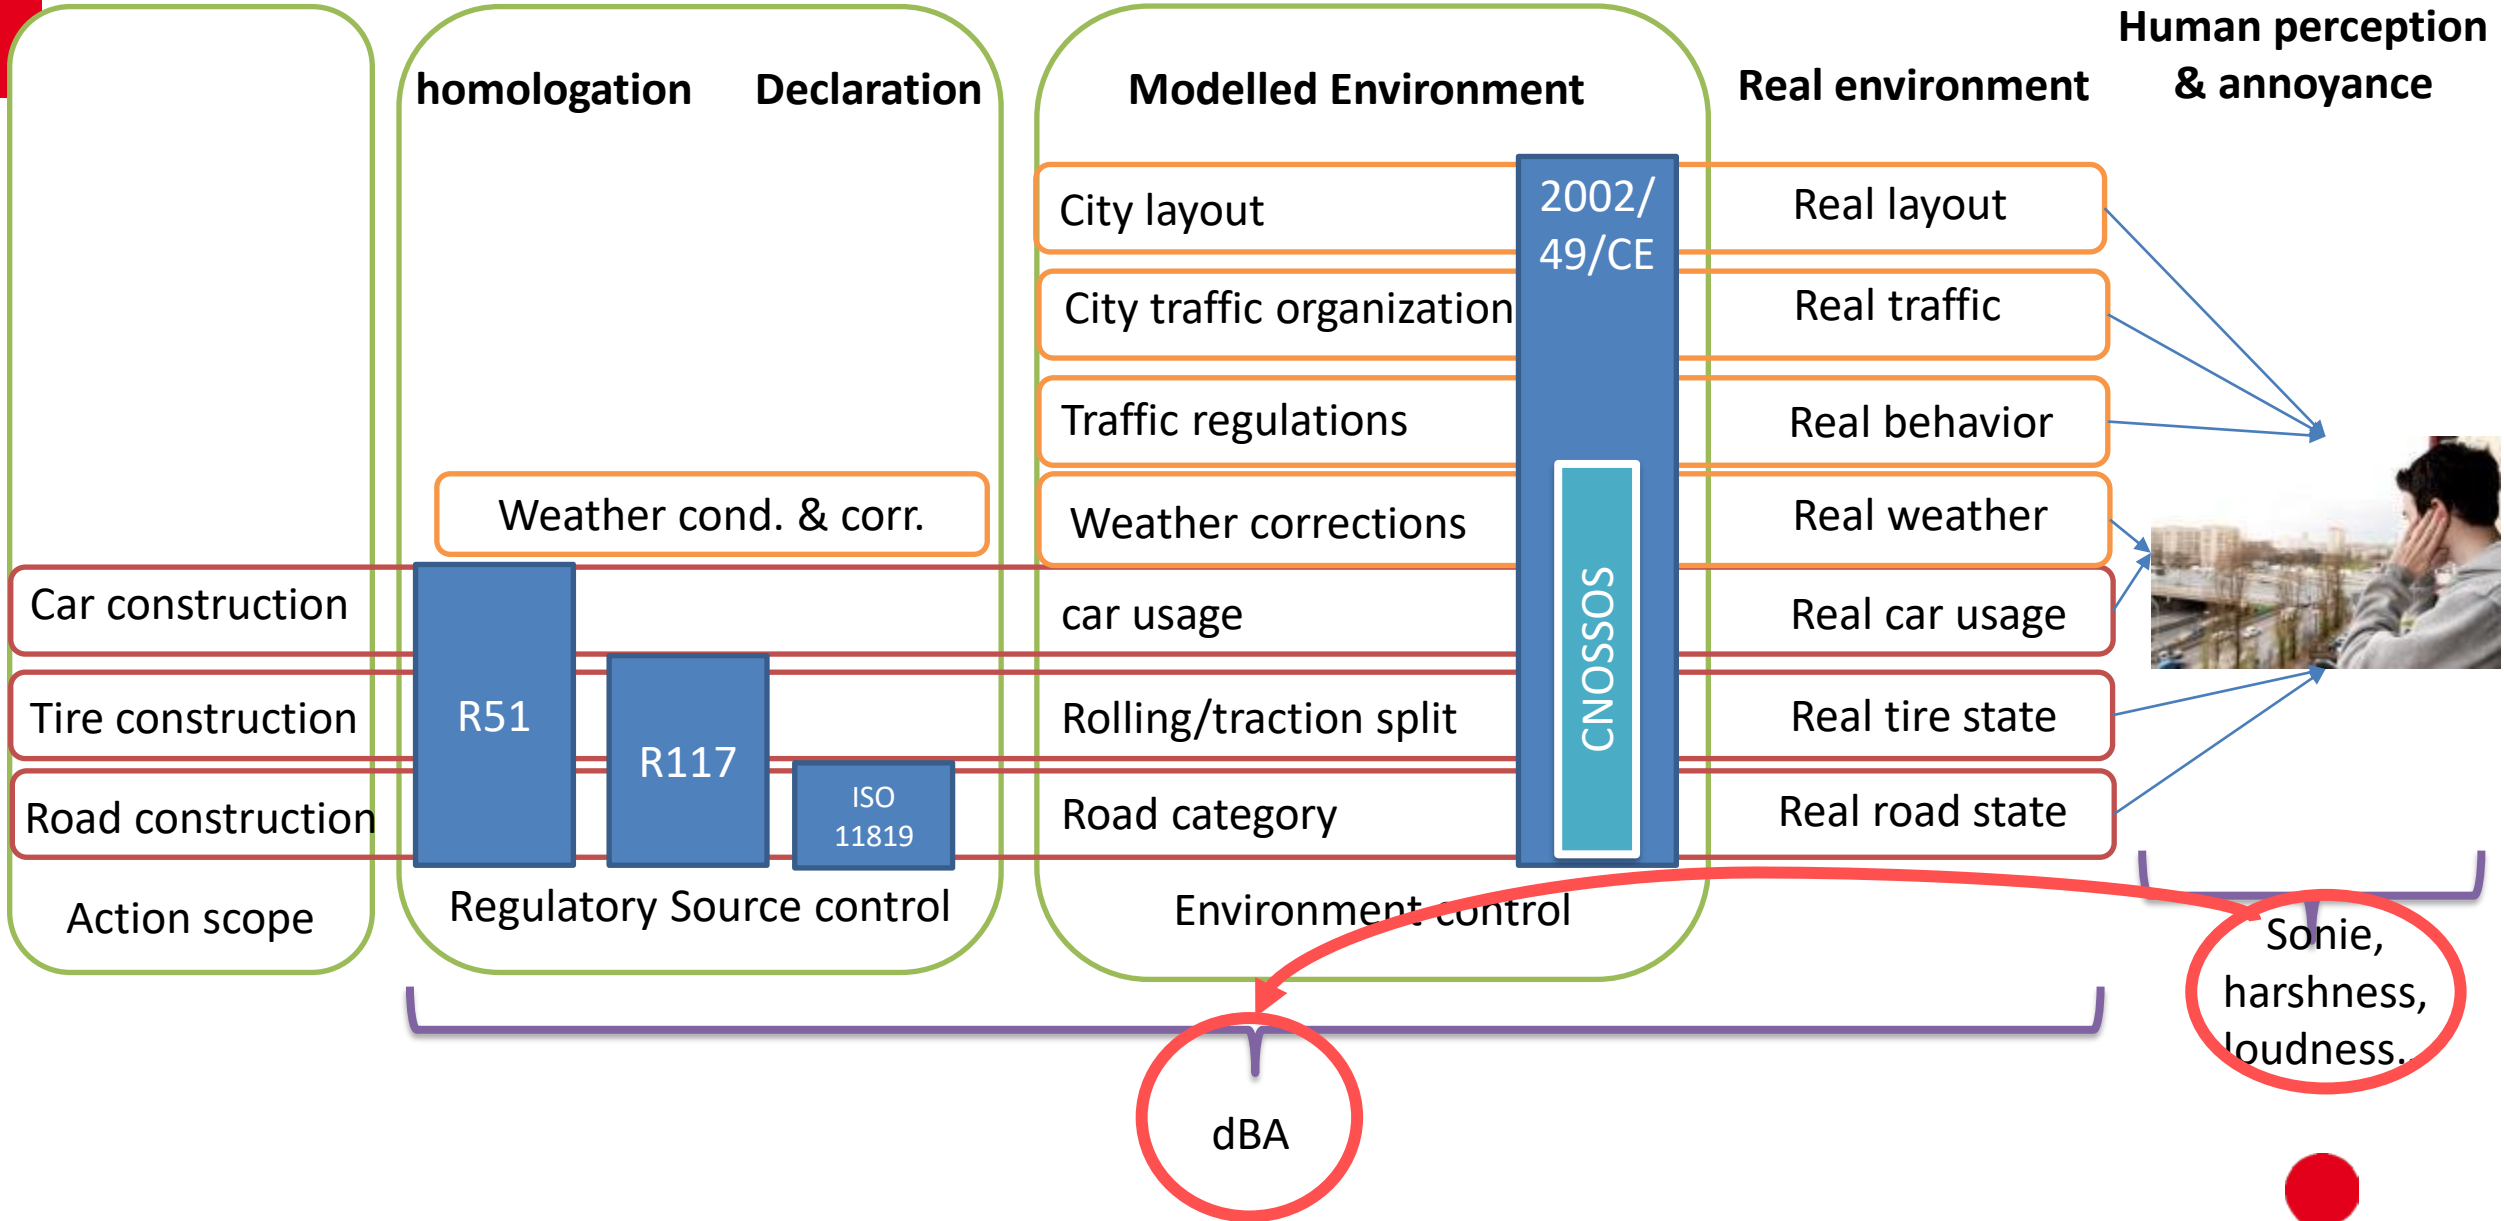 homologation
Declaration
Modelled Environment
Real environment
Human perception
& annoyance
City layout
2002/
49/CE
Real layout
City traffic organization
Real traffic
Traffic regulations
Real behavior
Weather cond. & corr.
Weather corrections
Real weather
Car construction
car usage
Real car usage
Tire construction
R51
R117
Rolling/traction split
CNOSSOS
Real tire state
Road construction
ISO
11819
Road category
Real road state
Action scope
Regulatory Source control
Environment control
Sonie,
harshness,
loudness..
dBA